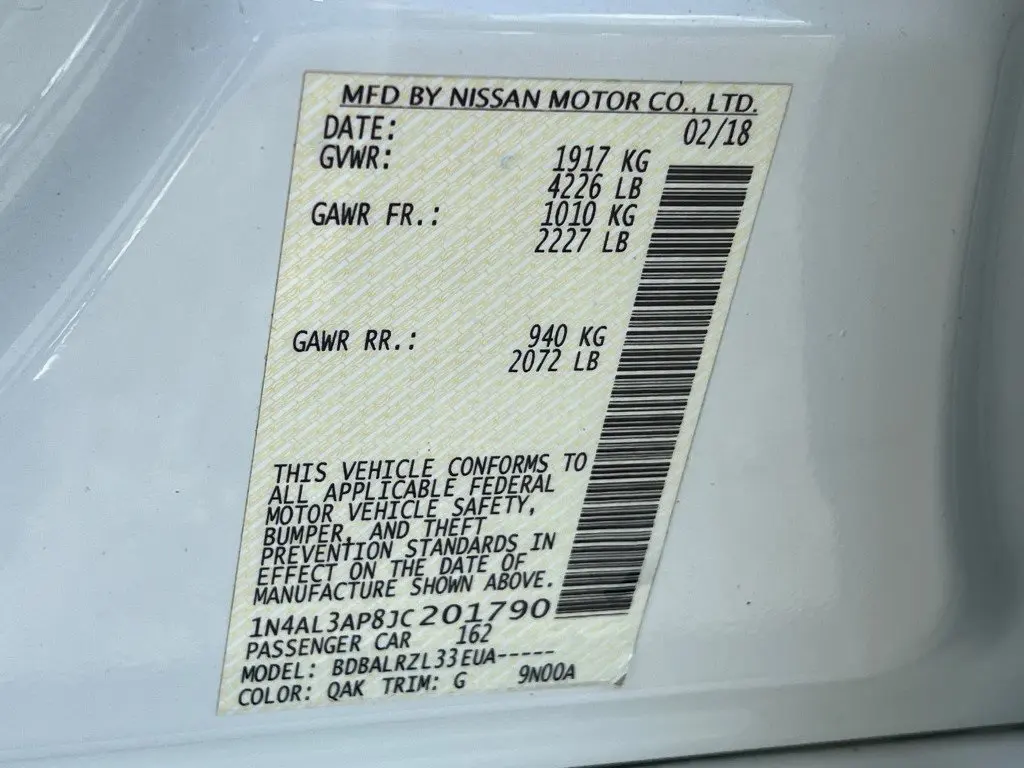 MFD BY NISSAN MOTOR CO., LTD.
DATE: 02/18
GVWR: 1917 KG
4226 LB
GAWR FR.: 1010 KG
2227 LB
GAWR RR.: 940 KG
2072 LB
THIS VEHICLE CONFORMS TO
ALL APPLICABLE FEDERAL
MOTOR VEHICLE SAFETY,
BUMPER, AND THEFT
PREVENTION STANDARDS IN
EFFECT ON THE DATE OF
MANUFACTURE SHOWN ABOVE.
1N4AL3AP8JC201790
PASSENGER CAR 162
MODEL: BDBALRZL33EUA-----
COLOR: QAK TRIM: G 9N00A